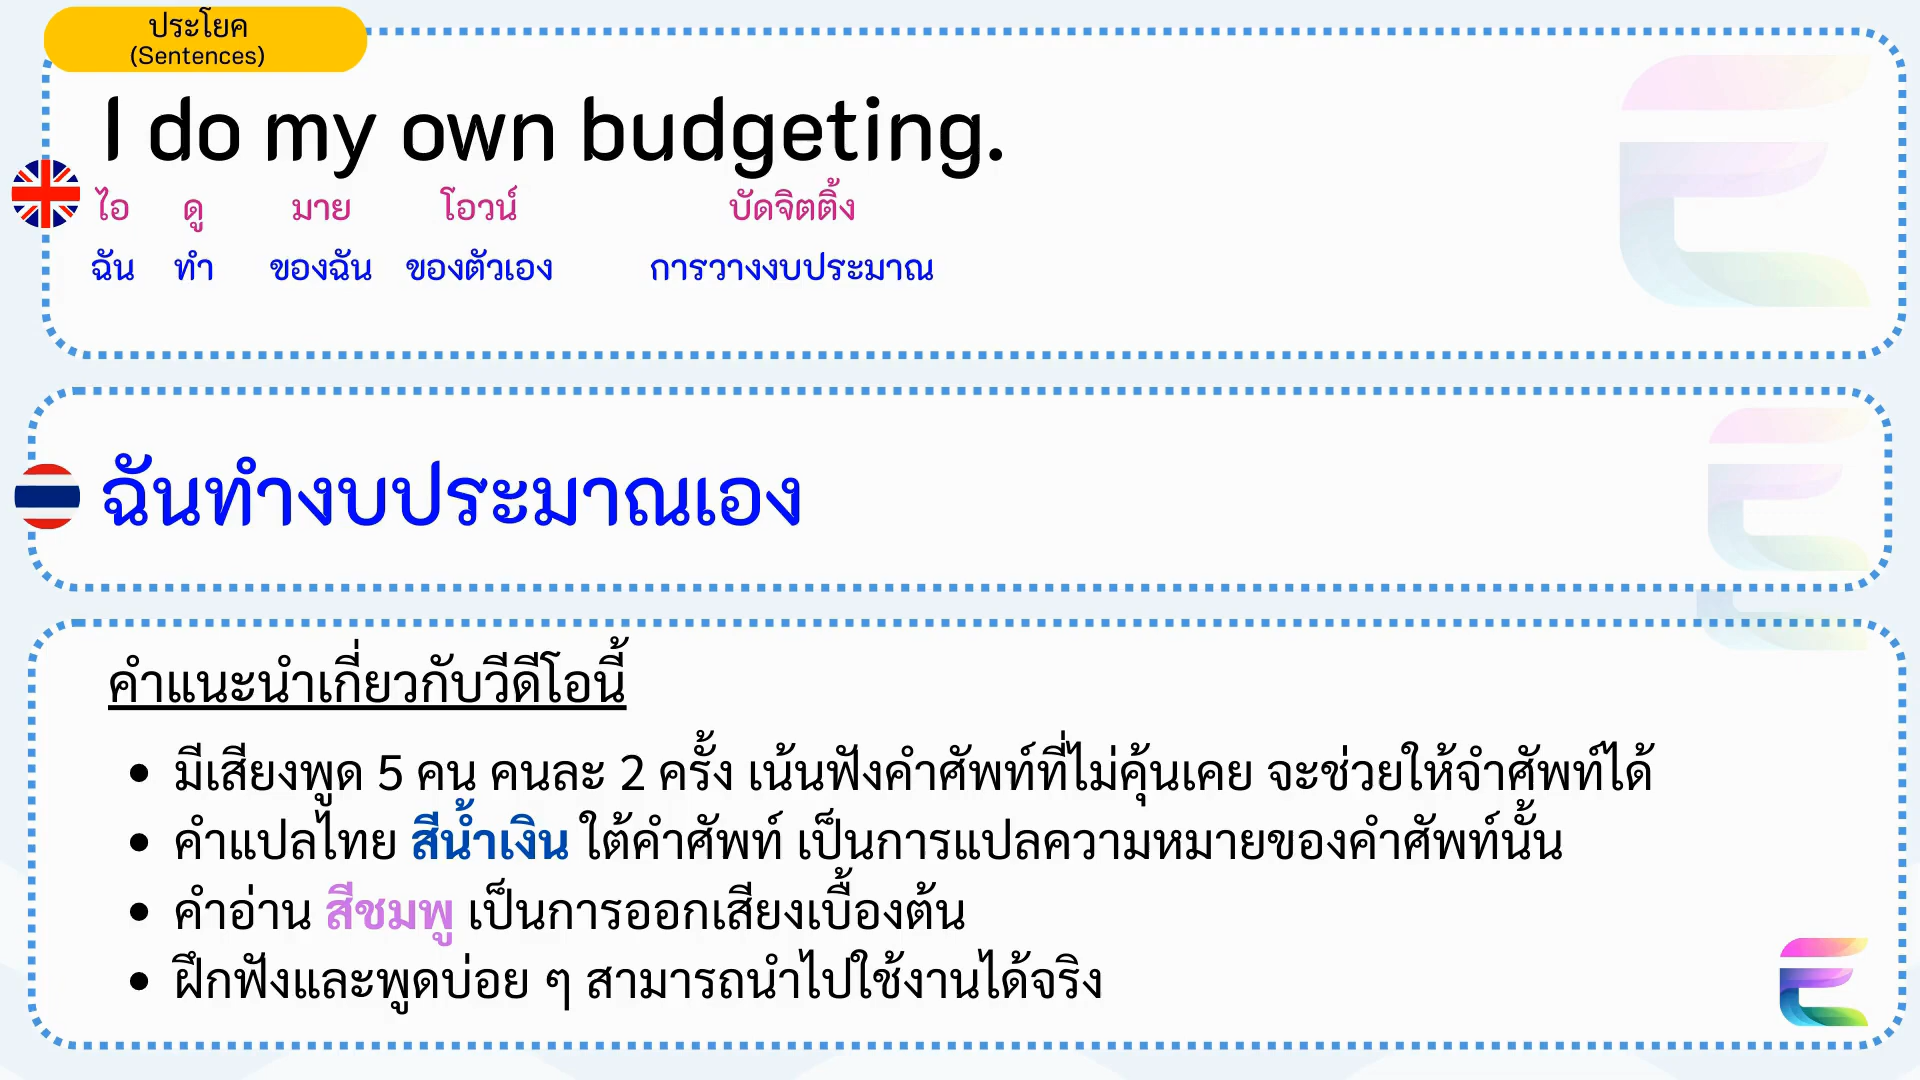 ประโยค
(Sentences)
I do my own budgeting.
ไอ ดู มาย โอวน์ บัดจิตติ้ง
ฉัน ทำ ของฉัน ของตัวเอง การวางงบประมาณ
ฉันทำงบประมาณเอง
คำแนะนำเกี่ยวกับวีดีโอนี้
• มีเสียงพูด 5 คน คนละ 2 ครั้ง เน้นฟังคำศัพท์ที่ไม่คุ้นเคย จะช่วยให้จำศัพท์ได้
• คำแปลไทย สีน้ำเงิน ใต้คำศัพท์ เป็นการแปลความหมายของคำศัพท์นั้น
• คำอ่าน สีชมพู เป็นการออกเสียงเบื้องต้น
• ฝึกฟังและพูดบ่อย ๆ สามารถนำไปใช้งานได้จริง